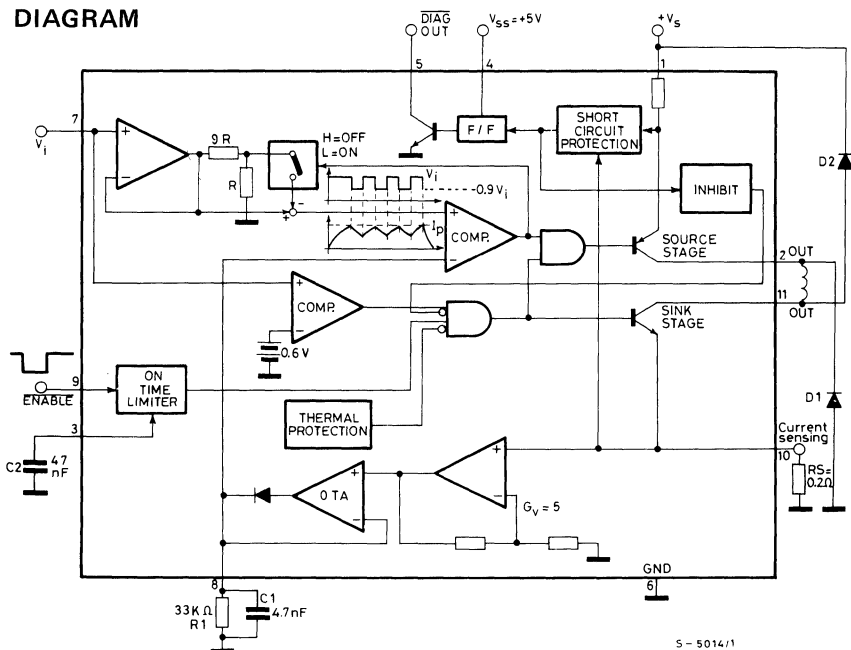 DIAGRAM
DIAG
OUT
VSS=+5V
+VS
5
4
1
7
Vi
+
−
9R
R
H=OFF
L=ON
Vi
0.9 Vi
Ip
−
+
F/F
SHORT
CIRCUIT
PROTECTION
INHIBIT
D2
+
COMP.
−
SOURCE
STAGE
2 OUT
11
OUT
SINK
STAGE
+
COMP.
−
0.6V
ENABLE
9
ON
TIME
LIMITER
3
C2
47
nF
THERMAL
PROTECTION
D1
Current
sensing
10
RS=
0.2Ω
+
OTA
−
+
−
Gv = 5
GND
6
8
33KΩ
R1
C1
4.7nF
S-5014/1